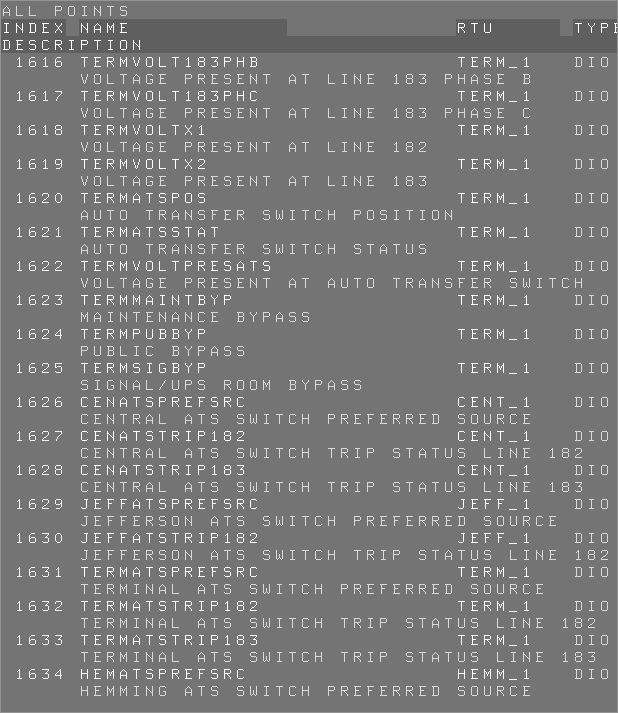 ALL POINTS
INDEX NAME RTU TYPE
DESCRIPTION
1616 TERMVOLT183PHB TERM_1 DIO
VOLTAGE PRESENT AT LINE 183 PHASE B
1617 TERMVOLT183PHC TERM_1 DIO
VOLTAGE PRESENT AT LINE 183 PHASE C
1618 TERMVOLTX1 TERM_1 DIO
VOLTAGE PRESENT AT LINE 182
1619 TERMVOLTX2 TERM_1 DIO
VOLTAGE PRESENT AT LINE 183
1620 TERMATSPOS TERM_1 DIO
AUTO TRANSFER SWITCH POSITION
1621 TERMATSSTAT TERM_1 DIO
AUTO TRANSFER SWITCH STATUS
1622 TERMVOLTPRESATS TERM_1 DIO
VOLTAGE PRESENT AT AUTO TRANSFER SWITCH
1623 TERMMAINTBYP TERM_1 DIO
MAINTENANCE BYPASS
1624 TERMPUBBYP TERM_1 DIO
PUBLIC BYPASS
1625 TERMSIGBYP TERM_1 DIO
SIGNAL/UPS ROOM BYPASS
1626 CENATSPREFSRC CENT_1 DIO
CENTRAL ATS SWITCH PREFERRED SOURCE
1627 CENATSTRIP182 CENT_1 DIO
CENTRAL ATS SWITCH TRIP STATUS LINE 182
1628 CENATSTRIP183 CENT_1 DIO
CENTRAL ATS SWITCH TRIP STATUS LINE 183
1629 JEFFATSPREFSRC JEFF_1 DIO
JEFFERSON ATS SWITCH PREFERRED SOURCE
1630 JEFFATSTRIP182 JEFF_1 DIO
JEFFERSON ATS SWITCH TRIP STATUS LINE 182
1631 TERMATSPREFSRC TERM_1 DIO
TERMINAL ATS SWITCH PREFERRED SOURCE
1632 TERMATSTRIP182 TERM_1 DIO
TERMINAL ATS SWITCH TRIP STATUS LINE 182
1633 TERMATSTRIP183 TERM_1 DIO
TERMINAL ATS SWITCH TRIP STATUS LINE 183
1634 HEMATSPREFSRC HEMM_1 DIO
HEMMING ATS SWITCH PREFERRED SOURCE